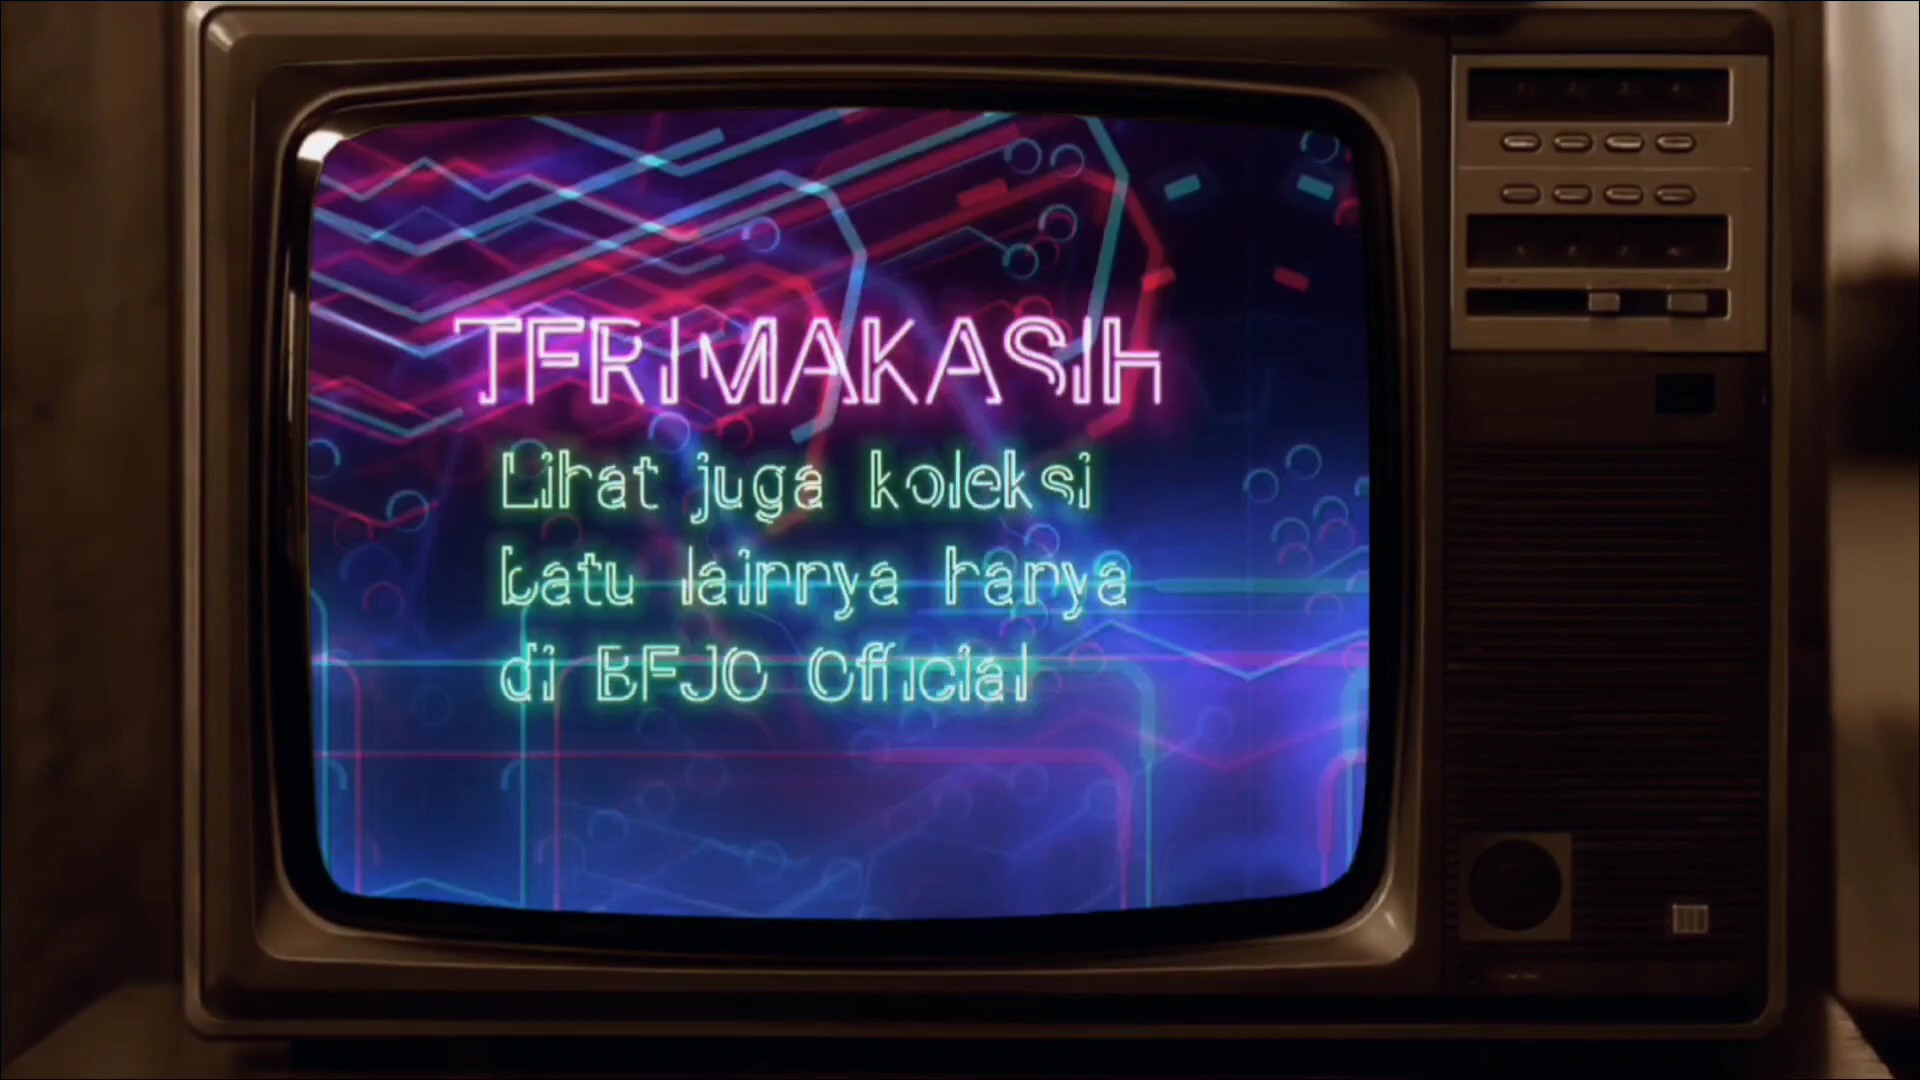 TERIMAKASIH
Lihat juga koleksi
batu lainnya hanya
di BFJC Official